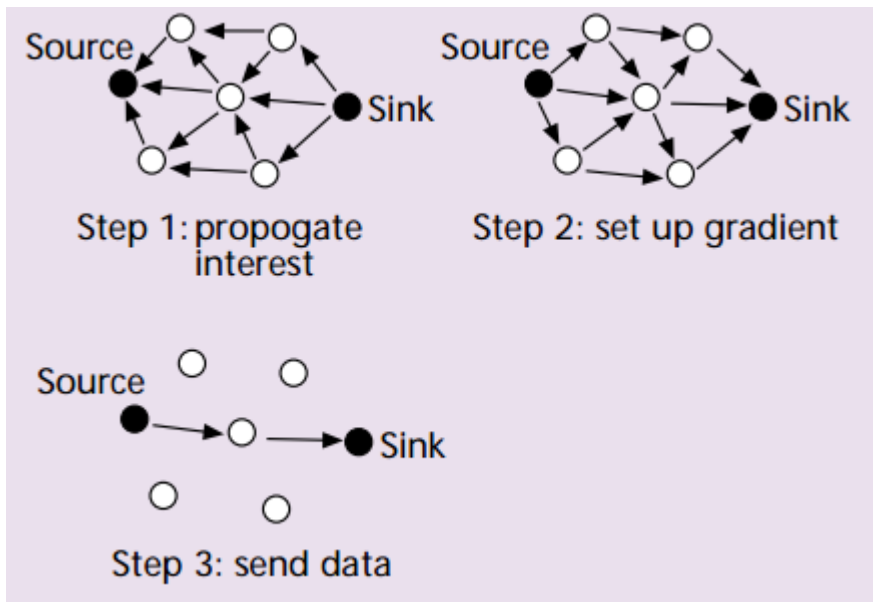 Source
Sink
Step 1: propogate
interest
Source
Sink
Step 2: set up gradient
Source
Sink
Step 3: send data